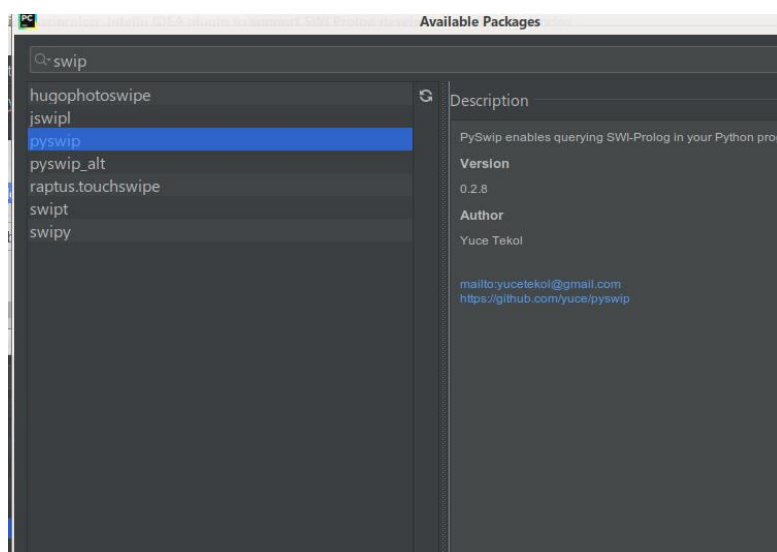 PC
Available Packages
swip
hugophotoswipe
jswipl
pyswip
pyswip_alt
raptus.touchswipe
swipt
swipy
Description
PySwip enables querying SWI-Prolog in your Python
Version
0.2.8
Author
Yuce Tekol
mailto:yucetekol@gmail.com
https://github.com/yuce/pyswip